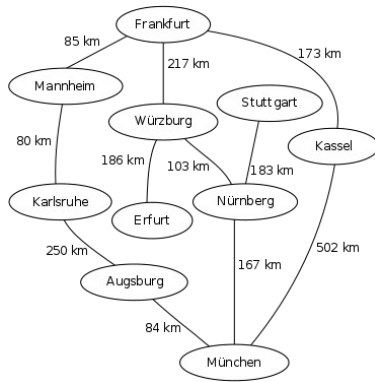 Frankfurt
85 km
217 km
173 km
Mannheim
Stuttgart
Würzburg
Kassel
80 km
186 km
103 km
183 km
Karlsruhe
Erfurt
Nürnberg
250 km
167 km
502 km
Augsburg
84 km
München